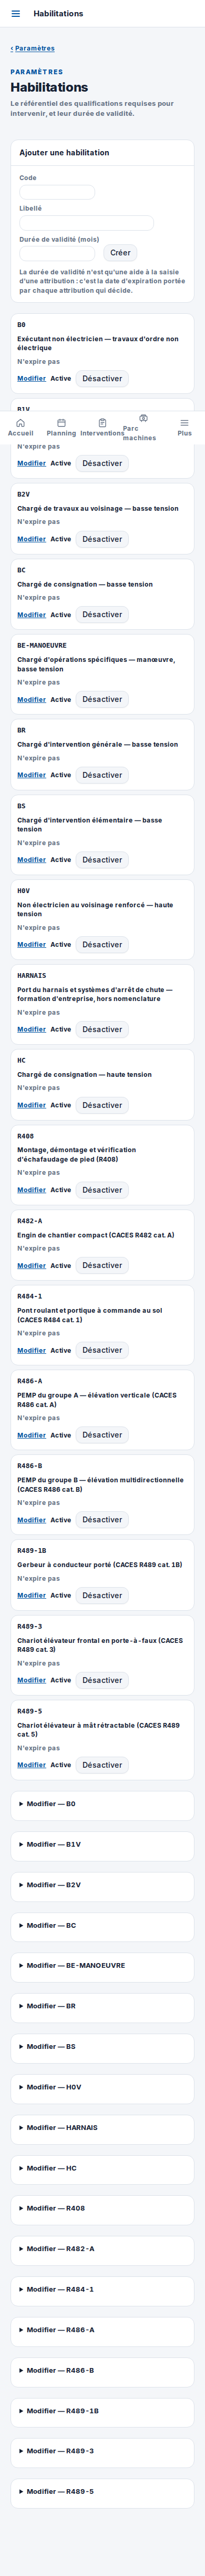 Habilitations
‹ Paramètres
PARAMÈTRES
Habilitations
Le référentiel des qualifications requises pour
intervenir, et leur durée de validité.
Ajouter une habilitation
Code
Libellé
Durée de validité (mois)
Créer
La durée de validité n'est qu'une aide à la saisie
d'une attribution : c'est la date d'expiration portée
par chaque attribution qui décide.
B0
Exécutant non électricien — travaux d'ordre non
électrique
N'expire pas
Modifier Active Désactiver
B1V
Accueil Planning Interventions Parc machines Plus
N'expire pas
Modifier Active Désactiver
B2V
Chargé de travaux au voisinage — basse tension
N'expire pas
Modifier Active Désactiver
BC
Chargé de consignation — basse tension
N'expire pas
Modifier Active Désactiver
BE-MANOEUVRE
Chargé d'opérations spécifiques — manœuvre,
basse tension
N'expire pas
Modifier Active Désactiver
BR
Chargé d'intervention générale — basse tension
N'expire pas
Modifier Active Désactiver
BS
Chargé d'intervention élémentaire — basse
tension
N'expire pas
Modifier Active Désactiver
H0V
Non électricien au voisinage renforcé — haute
tension
N'expire pas
Modifier Active Désactiver
HARNAIS
Port du harnais et systèmes d'arrêt de chute —
formation d'entreprise, hors nomenclature
N'expire pas
Modifier Active Désactiver
HC
Chargé de consignation — haute tension
N'expire pas
Modifier Active Désactiver
R408
Montage, démontage et vérification
d'échafaudage de pied (R408)
N'expire pas
Modifier Active Désactiver
R482-A
Engin de chantier compact (CACES R482 cat. A)
N'expire pas
Modifier Active Désactiver
R484-1
Pont roulant et portique à commande au sol
(CACES R484 cat. 1)
N'expire pas
Modifier Active Désactiver
R486-A
PEMP du groupe A — élévation verticale (CACES
R486 cat. A)
N'expire pas
Modifier Active Désactiver
R486-B
PEMP du groupe B — élévation multidirectionnelle
(CACES R486 cat. B)
N'expire pas
Modifier Active Désactiver
R489-1B
Gerbeur à conducteur porté (CACES R489 cat. 1B)
N'expire pas
Modifier Active Désactiver
R489-3
Chariot élévateur frontal en porte-à-faux (CACES
R489 cat. 3)
N'expire pas
Modifier Active Désactiver
R489-5
Chariot élévateur à mât rétractable (CACES R489
cat. 5)
N'expire pas
Modifier Active Désactiver
Modifier — B0
Modifier — B1V
Modifier — B2V
Modifier — BC
Modifier — BE-MANOEUVRE
Modifier — BR
Modifier — BS
Modifier — H0V
Modifier — HARNAIS
Modifier — HC
Modifier — R408
Modifier — R482-A
Modifier — R484-1
Modifier — R486-A
Modifier — R486-B
Modifier — R489-1B
Modifier — R489-3
Modifier — R489-5